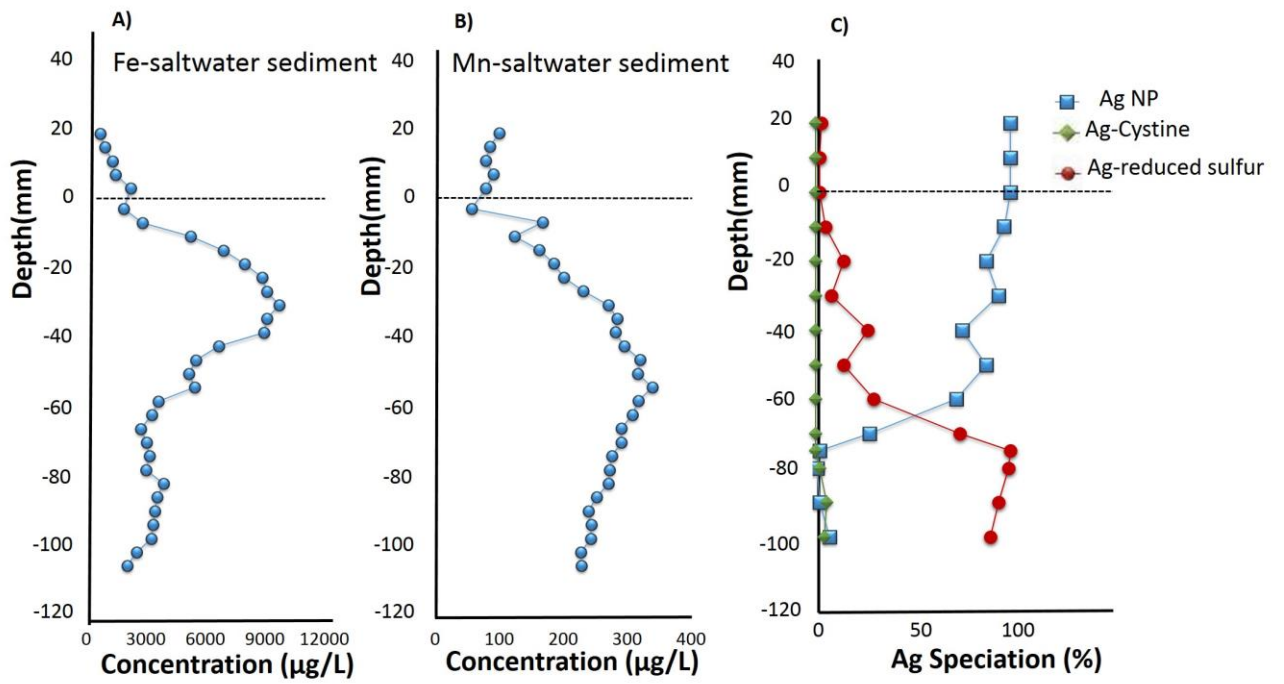 A)
Fe-saltwater sediment
40
20
0
-20
-40
-60
-80
-100
-120
Depth(mm)
0 3000 6000 9000 12000
Concentration (µg/L)
B)
Mn-saltwater sediment
40
20
0
-20
-40
-60
-80
-100
-120
Depth(mm)
0 100 200 300 400
Concentration (µg/L)
C)
40
20
0
-20
-40
-60
-80
-100
-120
Depth(mm)
Ag NP
Ag-Cystine
Ag-reduced sulfur
0 50 100
Ag Speciation (%)